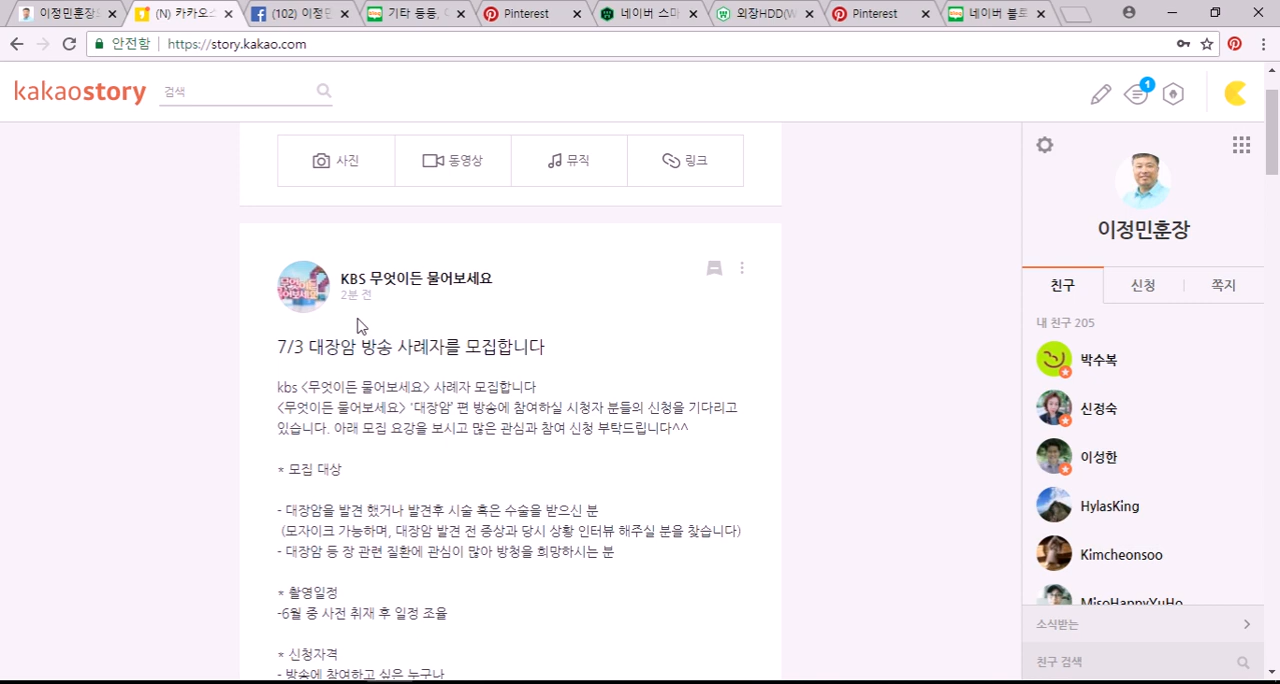 이정민훈장
(N) 카카오스
(102) 이정민
기타 등등,
Pinterest
네이버 스마
외장HDD(W
Pinterest
네이버 블로
안전함
https://story.kakao.com
kakaostory
검색
1
사진
동영상
뮤직
링크
KBS 무엇이든 물어보세요
2분 전
7/3 대장암 방송 사례자를 모집합니다
kbs <무엇이든 물어보세요> 사례자 모집합니다
<무엇이든 물어보세요> '대장암' 편 방송에 참여하실 시청자 분들의 신청을 기다리고
있습니다. 아래 모집 요강을 보시고 많은 관심과 참여 신청 부탁드립니다^^
* 모집 대상
- 대장암을 발견 했거나 발견후 시술 혹은 수술을 받으신 분
(모자이크 가능하며, 대장암 발견 전 증상과 당시 상황 인터뷰 해주실 분을 찾습니다)
- 대장암 등 장 관련 질환에 관심이 많아 방청을 희망하시는 분
* 촬영일정
-6월 중 사전 취재 후 일정 조율
* 신청자격
- 방송에 참여하고 싶은 누구나
이정민훈장
친구
신청
쪽지
내 친구 205
박수복
신정숙
이성한
HylasKing
Kimcheonsoo
MisoHappyYuHo
소식받는
친구 검색